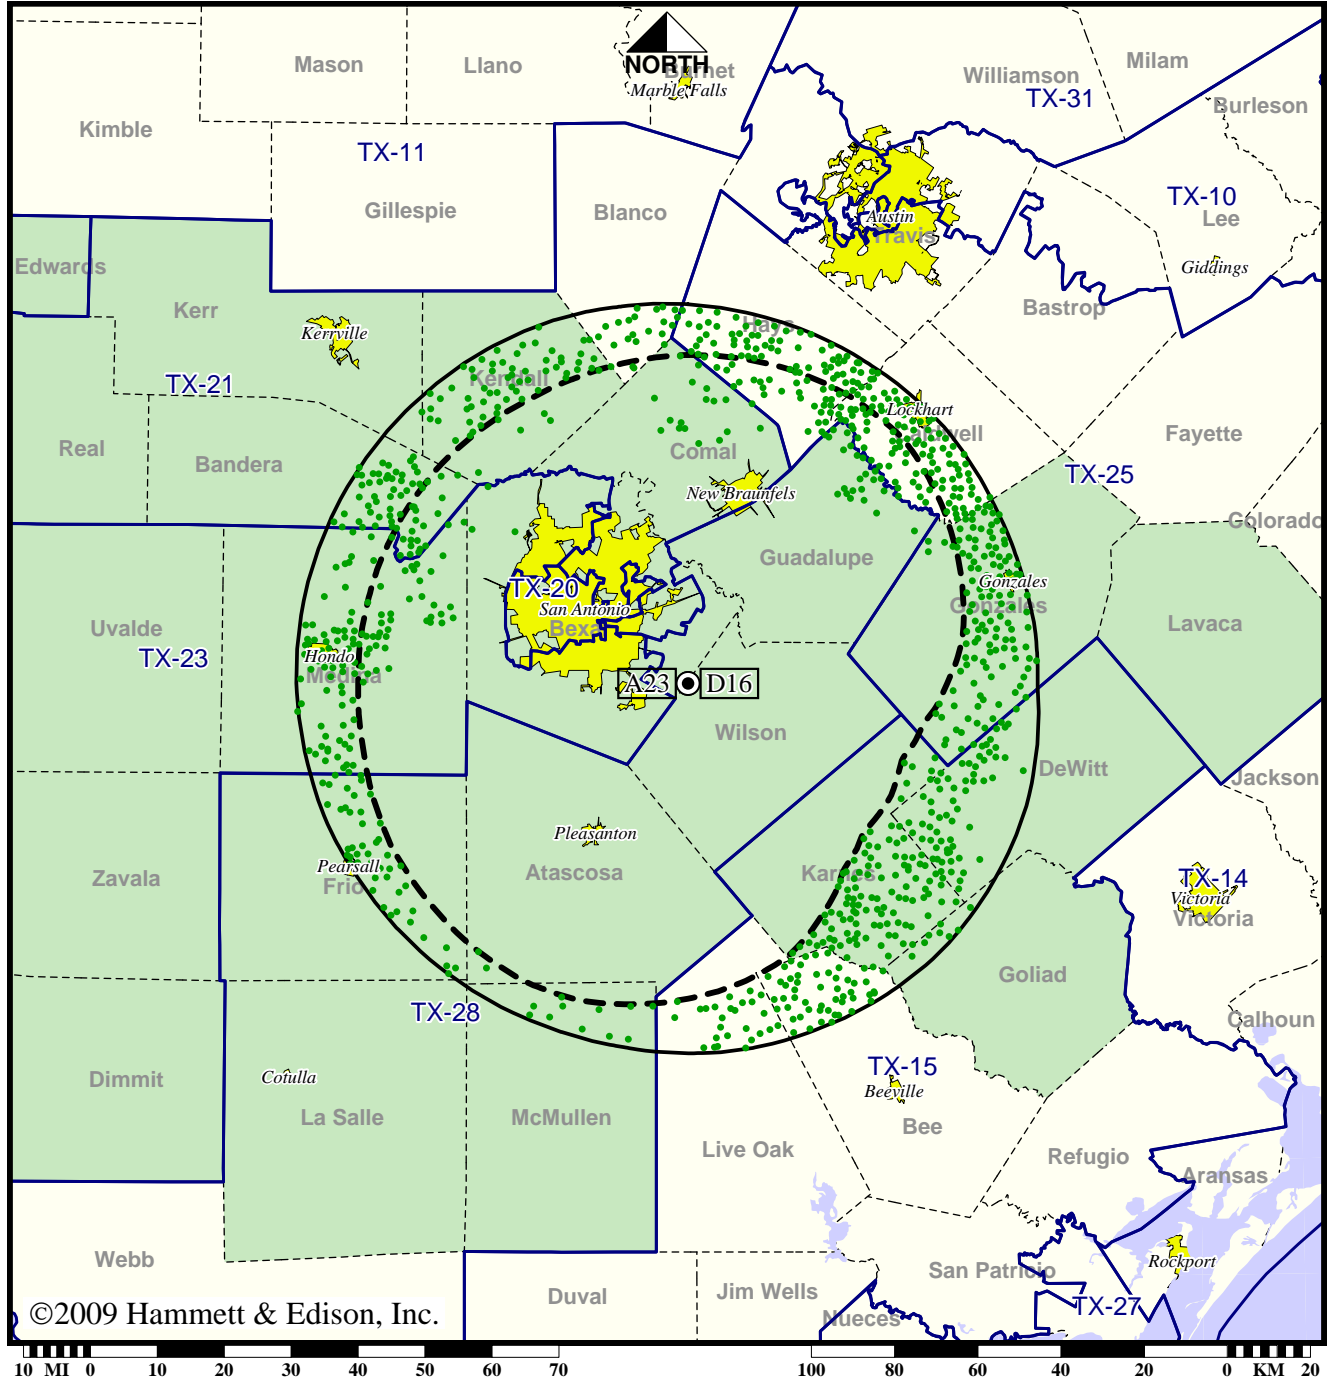 NORTH
Mason
Llano
Burnet
Marble Falls
Williamson
Milam
TX-31
Burleson
Kimble
TX-11
TX-10
Gillespie
Blanco
Austin
Travis
Lee
Giddings
Edwards
Kerr
Kerrville
Hays
Bastrop
TX-21
Kendall
Lockhart
Caldwell
Fayette
Real
Bandera
Comal
TX-25
New Braunfels
Colorado
Guadalupe
TX-20
San Antonio
Bexar
Gonzales
Gonzales
Lavaca
Uvalde
TX-23
Hondo
Medina
A23
D16
Wilson
DeWitt
Jackson
Pleasanton
Zavala
Pearsall
Frio
Atascosa
Karnes
TX-14
Victoria
Victoria
Goliad
TX-28
Calhoun
Dimmit
Cotulla
La Salle
McMullen
TX-15
Beeville
Bee
Live Oak
Refugio
Aransas
Webb
San Patricio
Rockport
Duval
Jim Wells
Nueces
TX-27
©2009 Hammett & Edison, Inc.
10 MI 0 10 20 30 40 50 60 70
100 80 60 40 20 0 KM 20